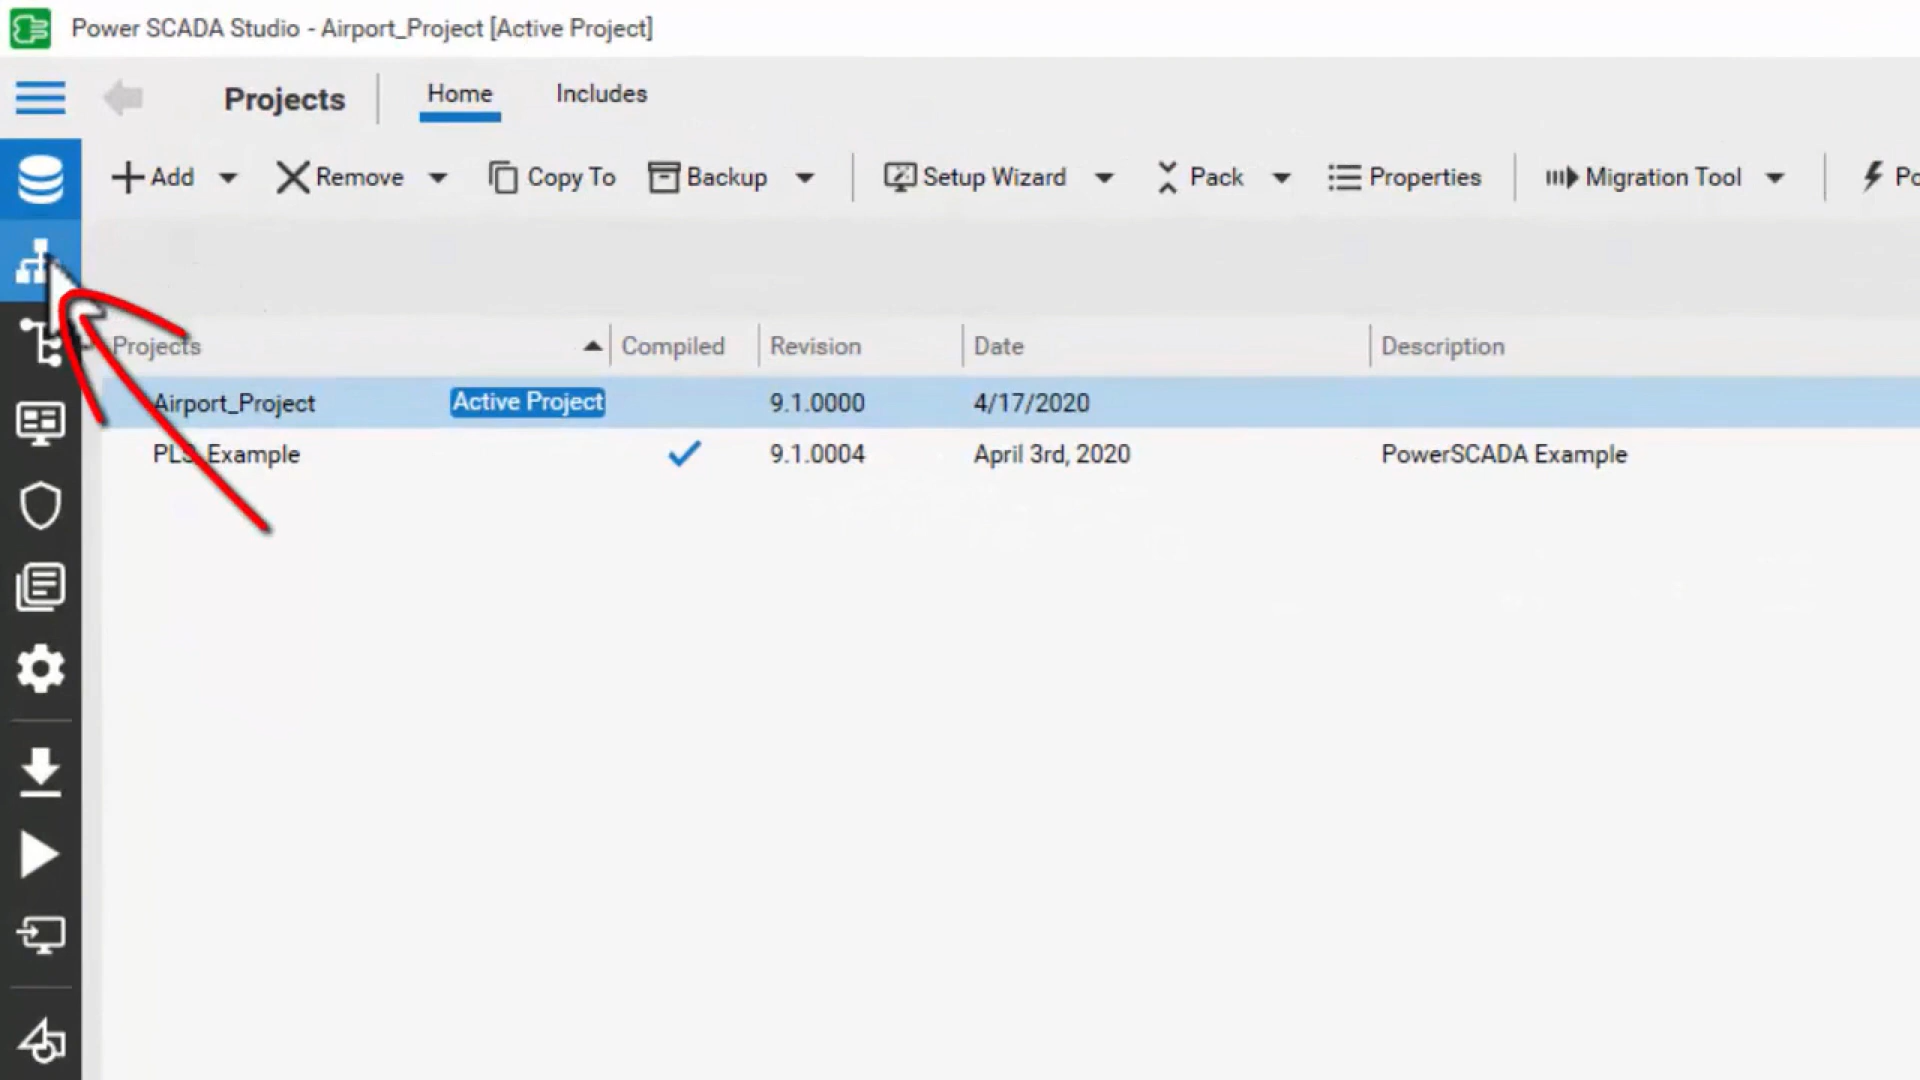 Power SCADA Studio - Airport_Project [Active Project]
Projects Home Includes
Add Remove Copy To Backup Setup Wizard Pack Properties Migration Tool
Projects Compiled Revision Date Description
Airport_Project Active Project 9.1.0000 4/17/2020
PLS_Example 9.1.0004 April 3rd, 2020 PowerSCADA Example